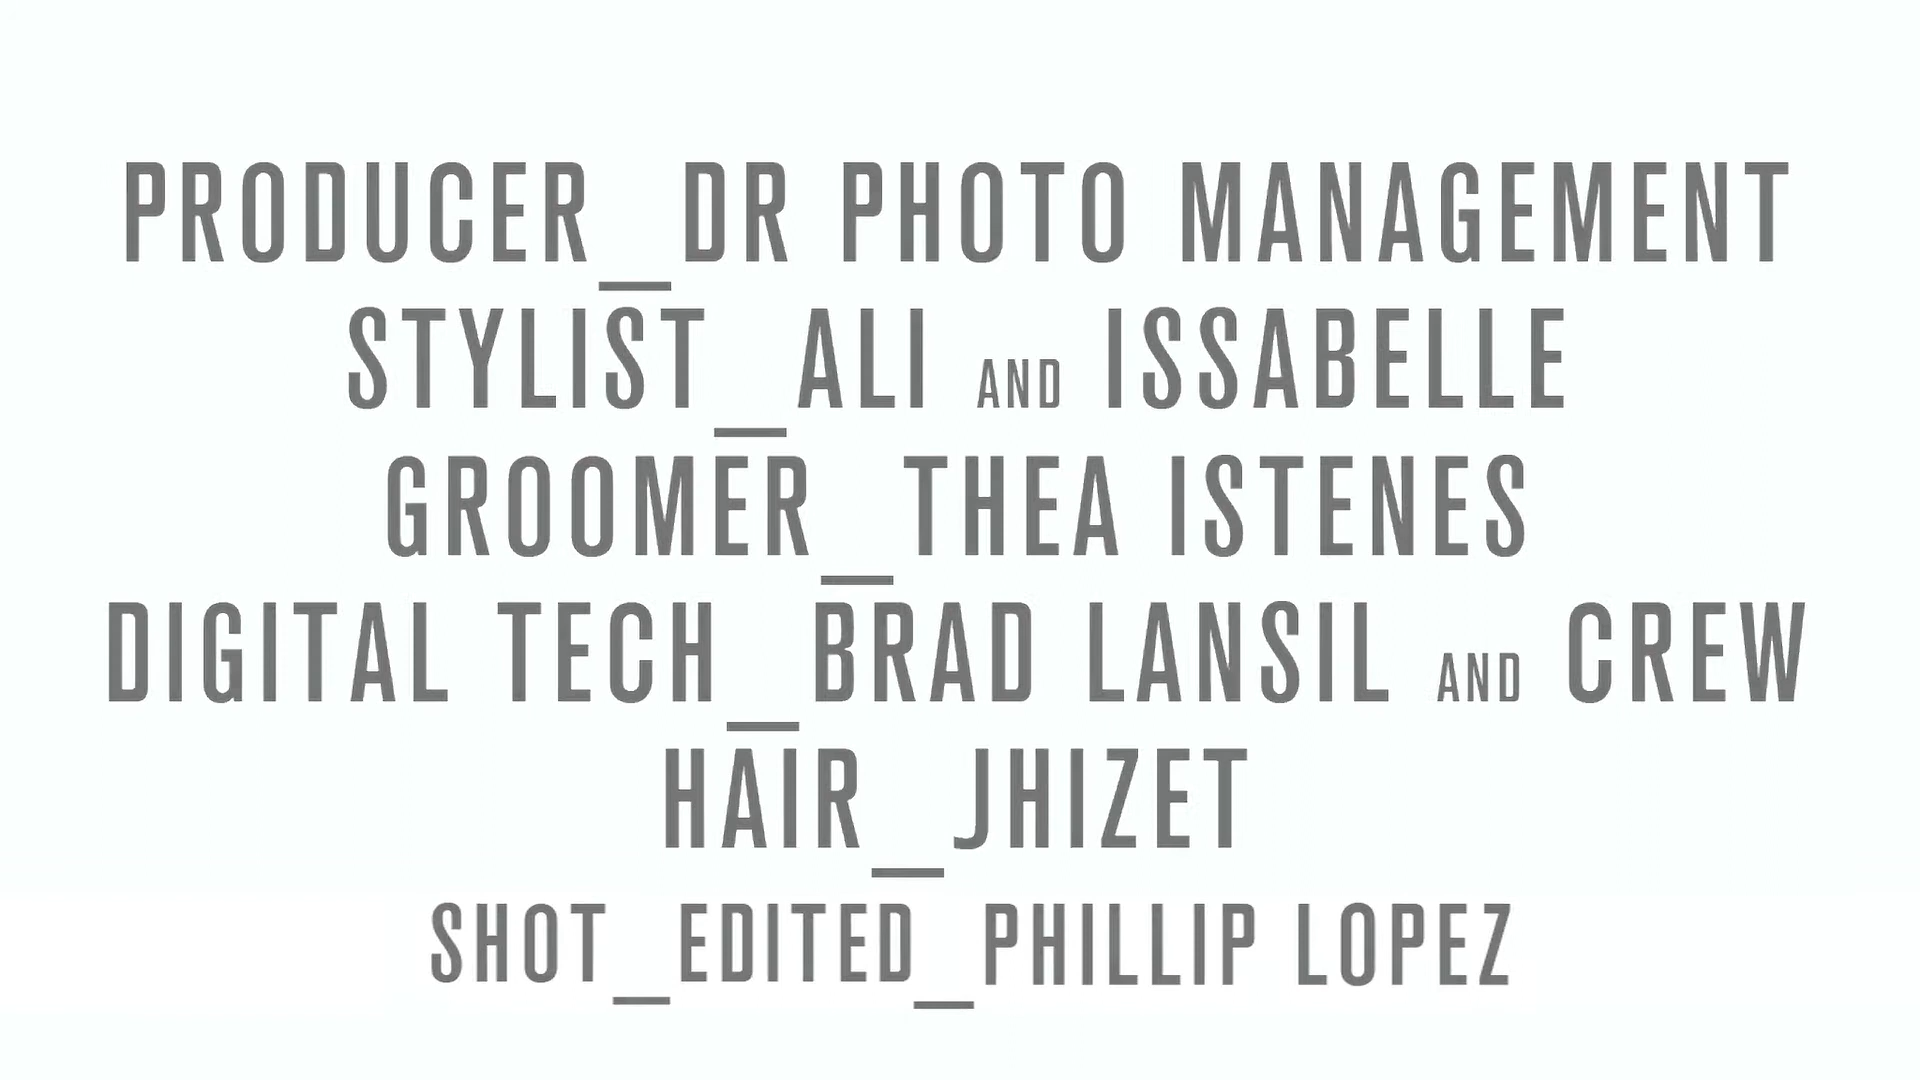 PRODUCER_DR PHOTO MANAGEMENT
STYLIST_ALI AND ISSABELLE
GROOMER_THEA ISTENES
DIGITAL TECH_BRAD LANSIL AND CREW
HAIR_JHIZET
SHOT_EDITED_PHILLIP LOPEZ